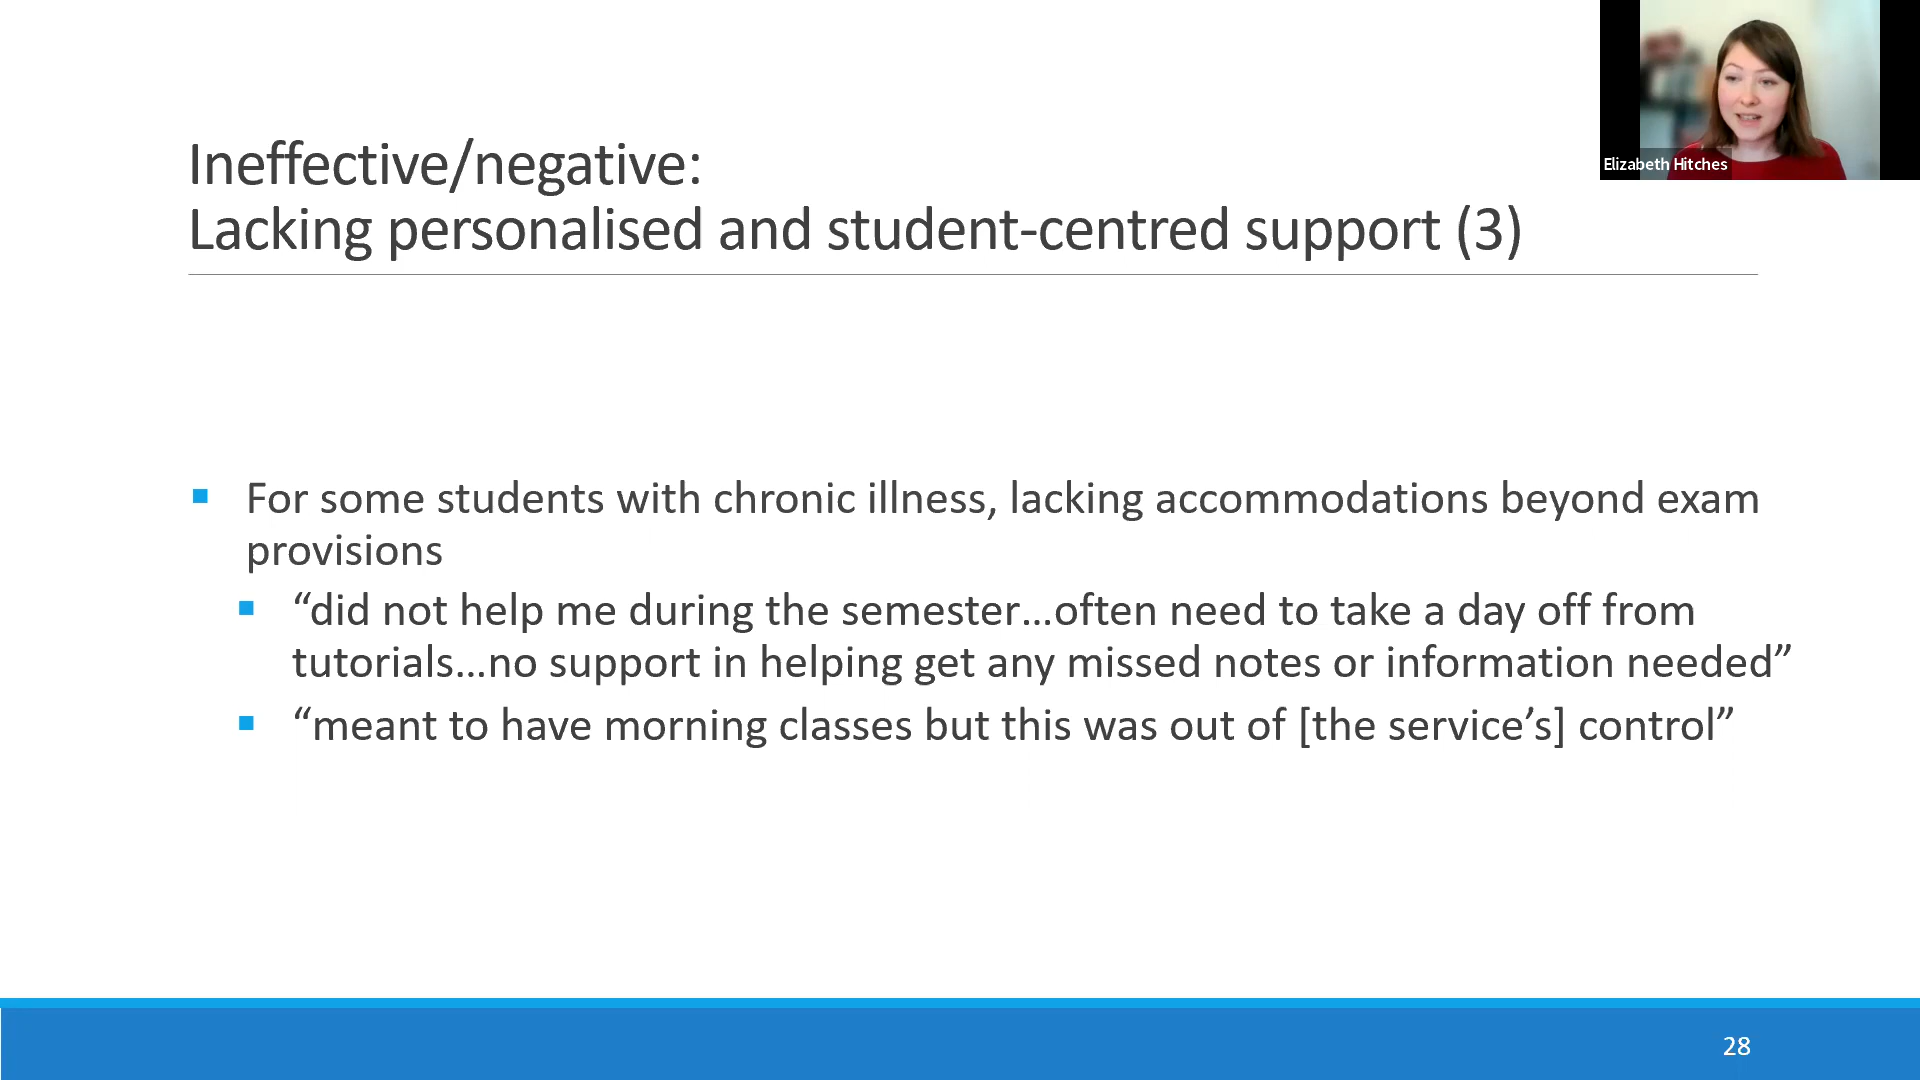 Elizabeth Hitches
Ineffective/negative:
Lacking personalised and student-centred support (3)
For some students with chronic illness, lacking accommodations beyond exam
provisions
“did not help me during the semester…often need to take a day off from
tutorials…no support in helping get any missed notes or information needed”
“meant to have morning classes but this was out of [the service’s] control”
28